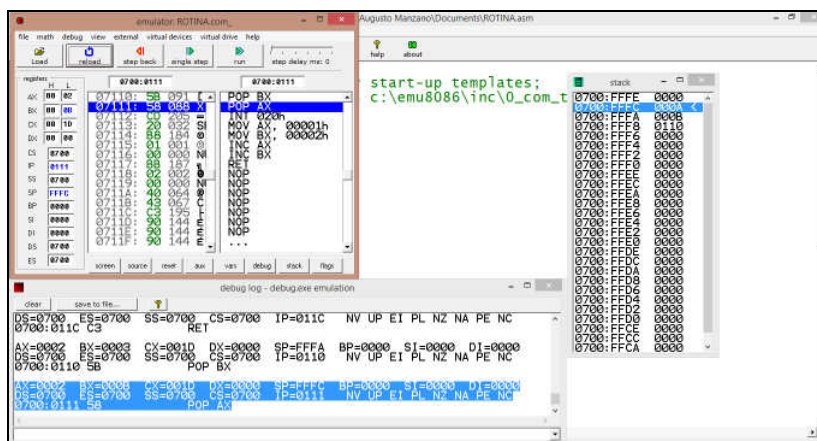 emulator: ROTINA.com_
Augusto Manzano\Documents\ROTINA.asm
file math debug view external virtual devices virtual drive help
Load reload step back single step run step delay ms: 0
help about
registers
H L
0700:0111 0700:0111
AX 00 02
BX 00 0B
CX 00 1D
DX 00 00
CS 0700
IP 0111
SS 0700
SP FFFC
BP 0000
SI 0000
DI 0000
DS 0700
ES 0700
07110: 5B 091 [
07111: 58 088 X
07112: CD 205 =
07113: 20 032
07114: B8 184
07115: 01 001
07116: 00 000
07117: BB 187
07118: 02 002
07119: 00 000
0711A: 40 064 @
0711B: 43 067 C
0711C: C3 195
0711D: 90 144 É
0711E: 90 144 É
0711F: 90 144 É
POP BX
POP AX
INT 020h
MOV AX, 00001h
MOV BX, 00002h
INC AX
INC BX
RET
NOP
NOP
NOP
NOP
NOP
NOP
NOP
...
screen source reset aux vars debug stack flags
start-up templates;
c:\emu8086\inc\0_com_t
stack
0700:FFFE 0000
0700:FFFC 000A <
0700:FFFA 000B
0700:FFF8 0110
0700:FFF6 0000
0700:FFF4 0000
0700:FFF2 0000
0700:FFF0 0000
0700:FFEE 0000
0700:FFEC 0000
0700:FFEA 0000
0700:FFE8 0000
0700:FFE6 0000
0700:FFE4 0000
0700:FFE2 0000
0700:FFE0 0000
0700:FFDE 0000
0700:FFDC 0000
0700:FFDA 0000
0700:FFD8 0000
0700:FFD6 0000
0700:FFD4 0000
0700:FFD2 0000
0700:FFD0 0000
0700:FFCE 0000
0700:FFCC 0000
0700:FFCA 0000
debug log - debug.exe emulation
clear save to file... ?
DS=0700 ES=0700 SS=0700 CS=0700 IP=011C NV UP EI PL NZ NA PE NC
0700:011C C3 RET
AX=0002 BX=0003 CX=001D DX=0000 SP=FFFA BP=0000 SI=0000 DI=0000
DS=0700 ES=0700 SS=0700 CS=0700 IP=0110 NV UP EI PL NZ NA PE NC
0700:0110 5B POP BX
AX=0002 BX=000B CX=001D DX=0000 SP=FFFC BP=0000 SI=0000 DI=0000
DS=0700 ES=0700 SS=0700 CS=0700 IP=0111 NV UP EI PL NZ NA PE NC
0700:0111 58 POP AX